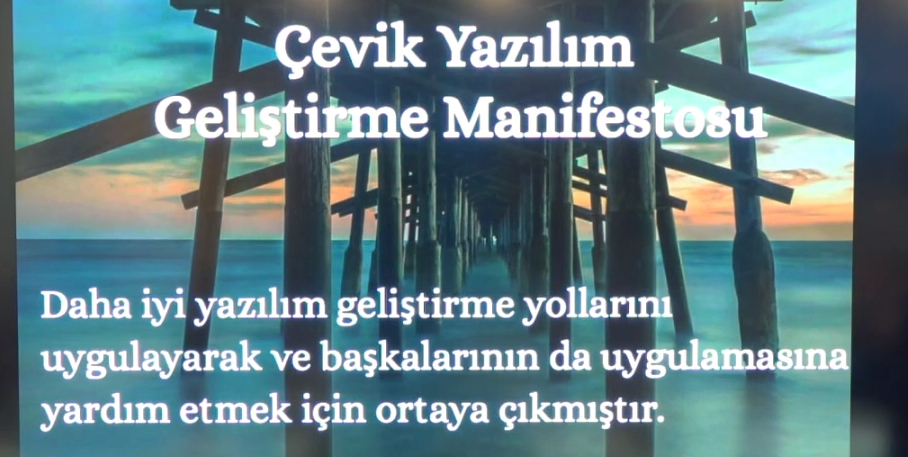 Çevik Yazılım
Geliştirme Manifestosu
Daha iyi yazılım geliştirme yollarını
uygulayarak ve başkalarının da uygulamasına
yardım etmek için ortaya çıkmıştır.